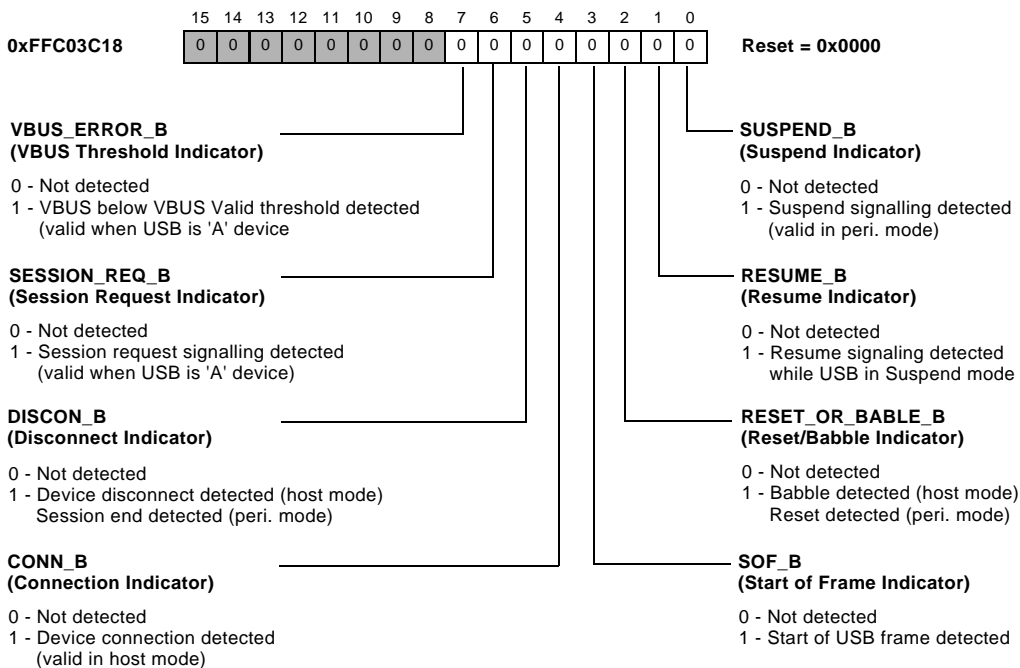 15 14 13 12 11 10 9 8 7 6 5 4 3 2 1 0
0xFFC03C18 0 0 0 0 0 0 0 0 0 0 0 0 0 0 0 0 Reset = 0x0000
VBUS_ERROR_B
(VBUS Threshold Indicator)
0 - Not detected
1 - VBUS below VBUS Valid threshold detected
(valid when USB is 'A' device
SESSION_REQ_B
(Session Request Indicator)
0 - Not detected
1 - Session request signalling detected
(valid when USB is 'A' device)
DISCON_B
(Disconnect Indicator)
0 - Not detected
1 - Device disconnect detected (host mode)
Session end detected (peri. mode)
CONN_B
(Connection Indicator)
0 - Not detected
1 - Device connection detected
(valid in host mode)
SUSPEND_B
(Suspend Indicator)
0 - Not detected
1 - Suspend signalling detected
(valid in peri. mode)
RESUME_B
(Resume Indicator)
0 - Not detected
1 - Resume signaling detected
while USB in Suspend mode
RESET_OR_BABLE_B
(Reset/Babble Indicator)
0 - Not detected
1 - Babble detected (host mode)
Reset detected (peri. mode)
SOF_B
(Start of Frame Indicator)
0 - Not detected
1 - Start of USB frame detected